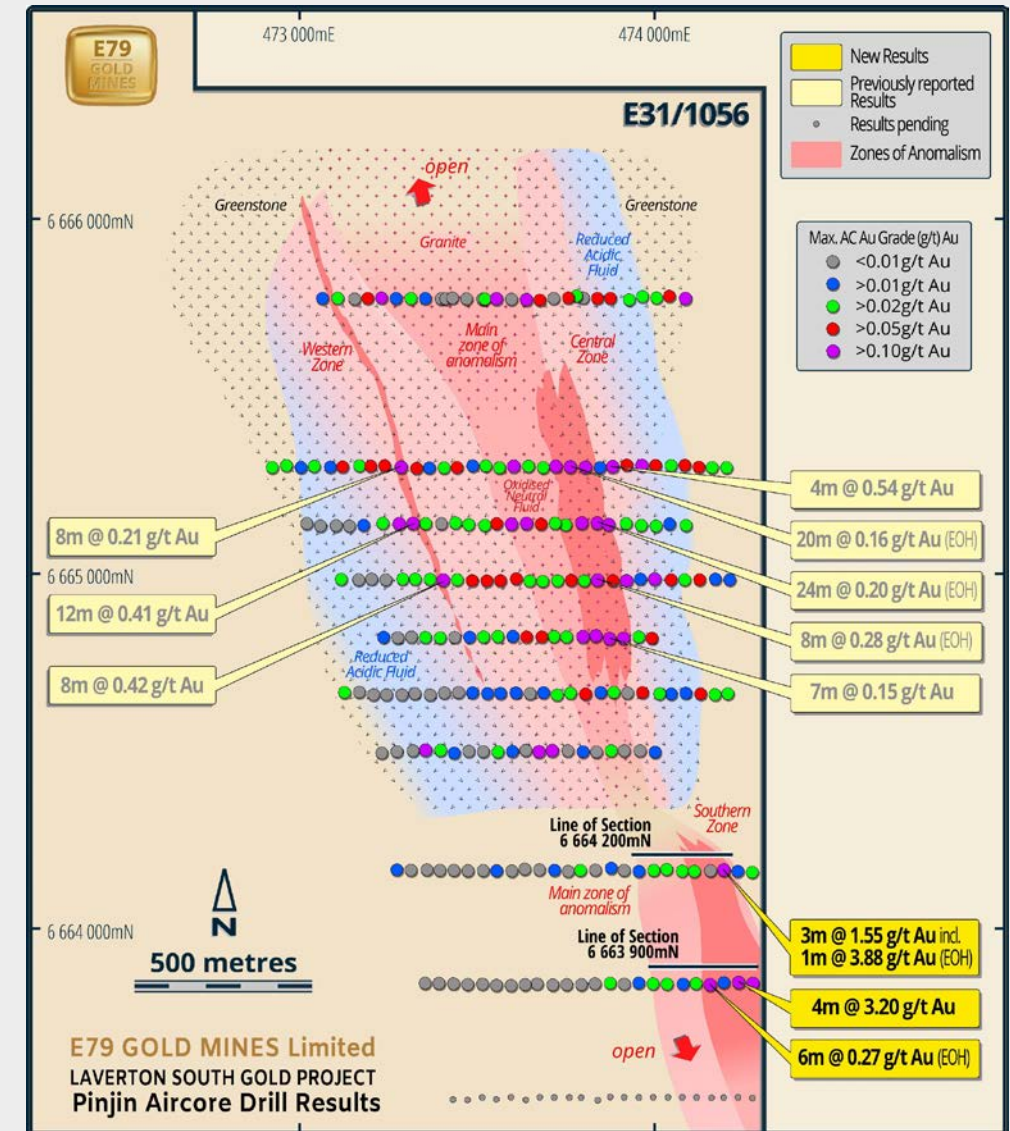 E79
GOLD
MINES
473 000mE
474 000mE
E31/1056
New Results
Previously reported
Results
Results pending
Zones of Anomalism
Max. AC Au Grade (g/t) Au
<0.01g/t Au
>0.01g/t Au
>0.02g/t Au
>0.05g/t Au
>0.10g/t Au
open
Greenstone
Greenstone
6 666 000mN
Granite
Reduced
Acidic
Fluid
Western
Zone
Main
zone of
anomalism
Central
Zone
Oxidised
Neutral
Fluid
4m @ 0.54 g/t Au
8m @ 0.21 g/t Au
20m @ 0.16 g/t Au (EOH)
6 665 000mN
24m @ 0.20 g/t Au (EOH)
12m @ 0.41 g/t Au
8m @ 0.28 g/t Au (EOH)
Reduced
Acidic Fluid
8m @ 0.42 g/t Au
7m @ 0.15 g/t Au
Southern
Zone
Line of Section
6 664 200mN
Main zone of
anomalism
6 664 000mN
N
Line of Section
6 663 900mN
3m @ 1.55 g/t Au incl.
1m @ 3.88 g/t Au (EOH)
500 metres
4m @ 3.20 g/t Au
6m @ 0.27 g/t Au (EOH)
open
E79 GOLD MINES Limited
LAVERTON SOUTH GOLD PROJECT
Pinjin Aircore Drill Results